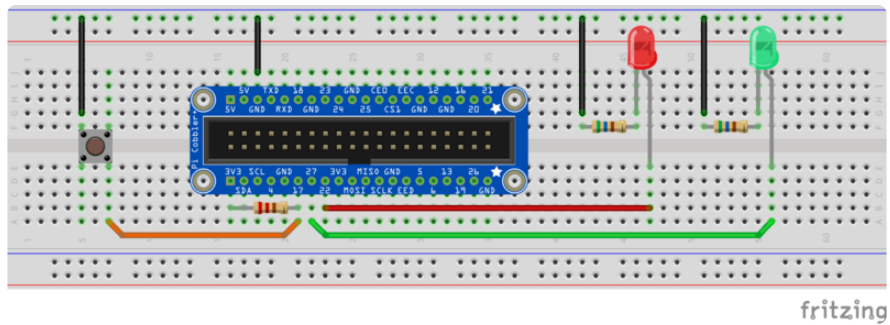 5V TXD 18 23 GND CE0 EEC 12 16 21
5V GND RXD GND 24 25 CS1 GND GND 20
Pi Cobbler+
3V3 SCL GND 27 3V3 MISO GND 5 13 26
SDA 4 17 22 MOSI SCLK EED 6 19 GND
fritzing